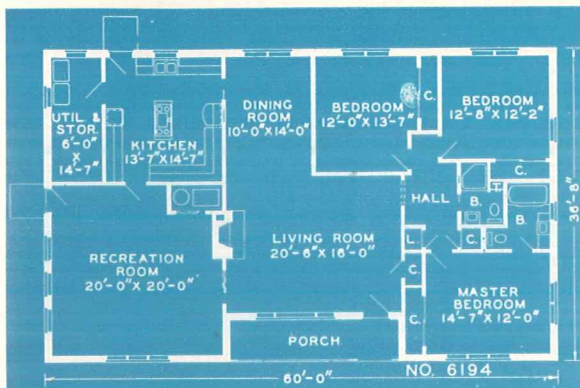 UTIL. &
STOR.
6'-0"
X
14'-7"
KITCHEN
13'-7"X14'-7"
DINING
ROOM
10'-0"X14'-0"
BEDROOM
12'-0"X13'-7"
C.
BEDROOM
12'-8"X12'-2"
C.
T.
B.
B.
HALL
L.
C.
C.
C.
RECREATION
ROOM
20'-0"X20'-0"
LIVING ROOM
20'-6"X16'-0"
MASTER
BEDROOM
14'-7"X12'-0"
PORCH
NO. 6194
60'-0"
36'-8"